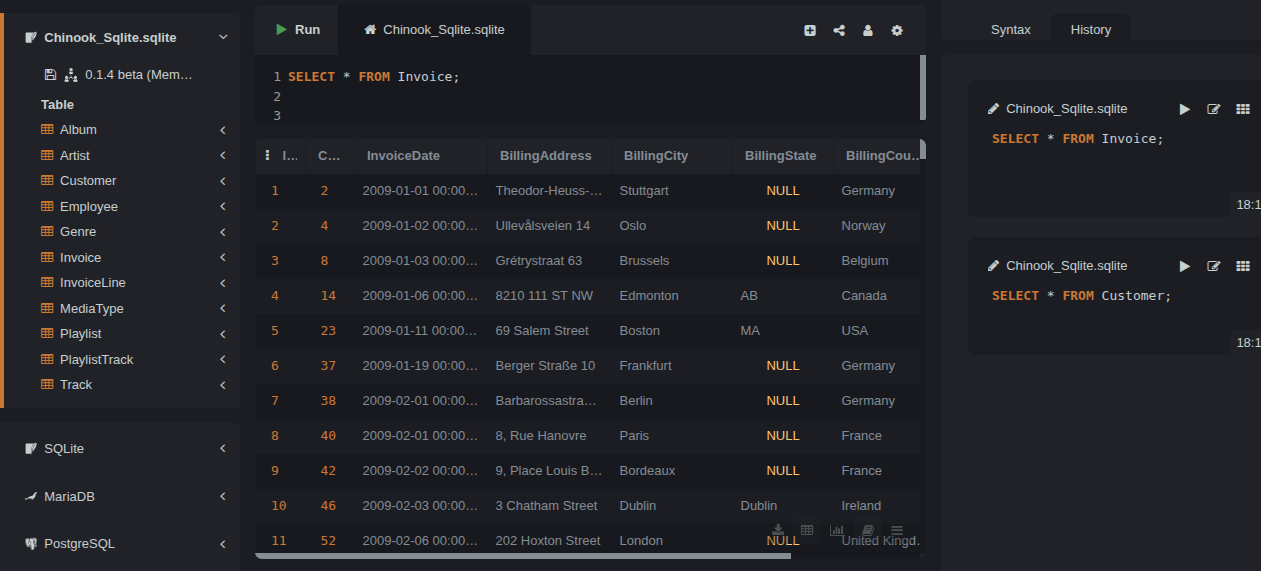 Chinook_Sqlite.sqlite
0.1.4 beta (Mem…
Table
Album
Artist
Customer
Employee
Genre
Invoice
InvoiceLine
MediaType
Playlist
PlaylistTrack
Track
SQLite
MariaDB
PostgreSQL
Run Chinook_Sqlite.sqlite
1 SELECT * FROM Invoice;
2
3
I… C… InvoiceDate BillingAddress BillingCity BillingState BillingCou…
1 2 2009-01-01 00:00… Theodor-Heuss-… Stuttgart NULL Germany
2 4 2009-01-02 00:00… Ullevålsveien 14 Oslo NULL Norway
3 8 2009-01-03 00:00… Grétrystraat 63 Brussels NULL Belgium
4 14 2009-01-06 00:00… 8210 111 ST NW Edmonton AB Canada
5 23 2009-01-11 00:00… 69 Salem Street Boston MA USA
6 37 2009-01-19 00:00… Berger Straße 10 Frankfurt NULL Germany
7 38 2009-02-01 00:00… Barbarossastra… Berlin NULL Germany
8 40 2009-02-01 00:00… 8, Rue Hanovre Paris NULL France
9 42 2009-02-02 00:00… 9, Place Louis B… Bordeaux NULL France
10 46 2009-02-03 00:00… 3 Chatham Street Dublin Dublin Ireland
11 52 2009-02-06 00:00… 202 Hoxton Street London NULL United Kingd…
Syntax History
Chinook_Sqlite.sqlite
SELECT * FROM Invoice;
18:1
Chinook_Sqlite.sqlite
SELECT * FROM Customer;
18:1